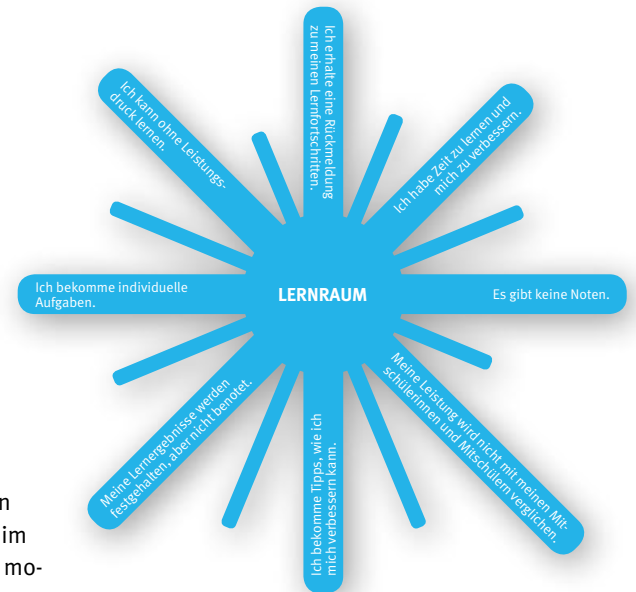 Ich erhalte eine Rückmeldung
zu meinen Lernfortschritten.
Ich habe Zeit zu lernen und
mich zu verbessern.
Es gibt keine Noten.
Meine Leistung wird nicht mit meinen Mit-
schülerinnen und Mitschülern verglichen.
Ich bekomme Tipps, wie ich
mich verbessern kann.
Meine Lernergebnisse werden
festgehalten, aber nicht benotet.
Ich bekomme individuelle
Aufgaben.
Ich kann ohne Leistungs-
druck lernen.
LERNRAUM
n
im
mo-